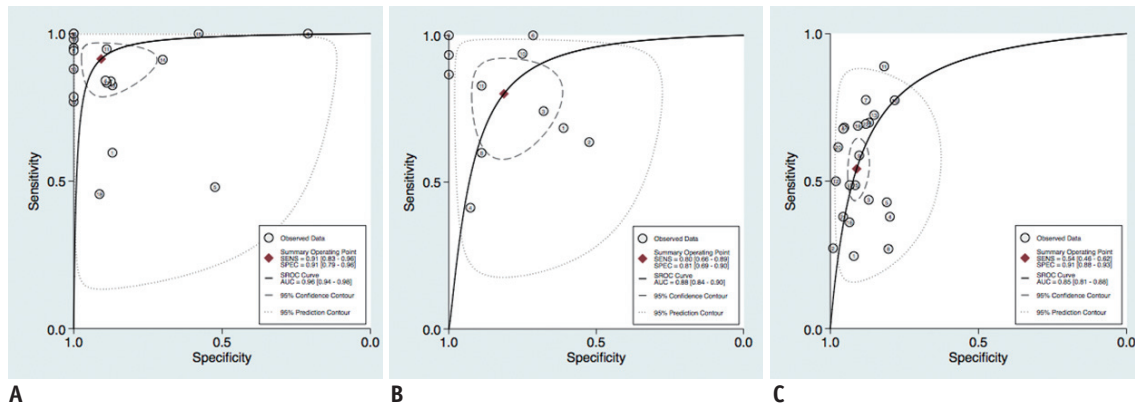 1.0
0.5
0.0
Sensitivity
1.0
0.5
0.0
Specificity
Observed Data
Summary Operating Point
SENS = 0.91 [0.83 - 0.96]
SPEC = 0.91 [0.79 - 0.96]
SROC Curve
AUC = 0.96 [0.94 - 0.98]
95% Confidence Contour
95% Prediction Contour
A
1.0
0.5
0.0
Sensitivity
1.0
0.5
0.0
Specificity
Observed Data
Summary Operating Point
SENS = 0.80 [0.66 - 0.89]
SPEC = 0.81 [0.69 - 0.90]
SROC Curve
AUC = 0.88 [0.84 - 0.90]
95% Confidence Contour
95% Prediction Contour
B
1.0
0.5
0.0
Sensitivity
1.0
0.5
0.0
Specificity
Observed Data
Summary Operating Point
SENS = 0.54 [0.46 - 0.62]
SPEC = 0.91 [0.88 - 0.93]
SROC Curve
AUC = 0.85 [0.81 - 0.88]
95% Confidence Contour
95% Prediction Contour
C